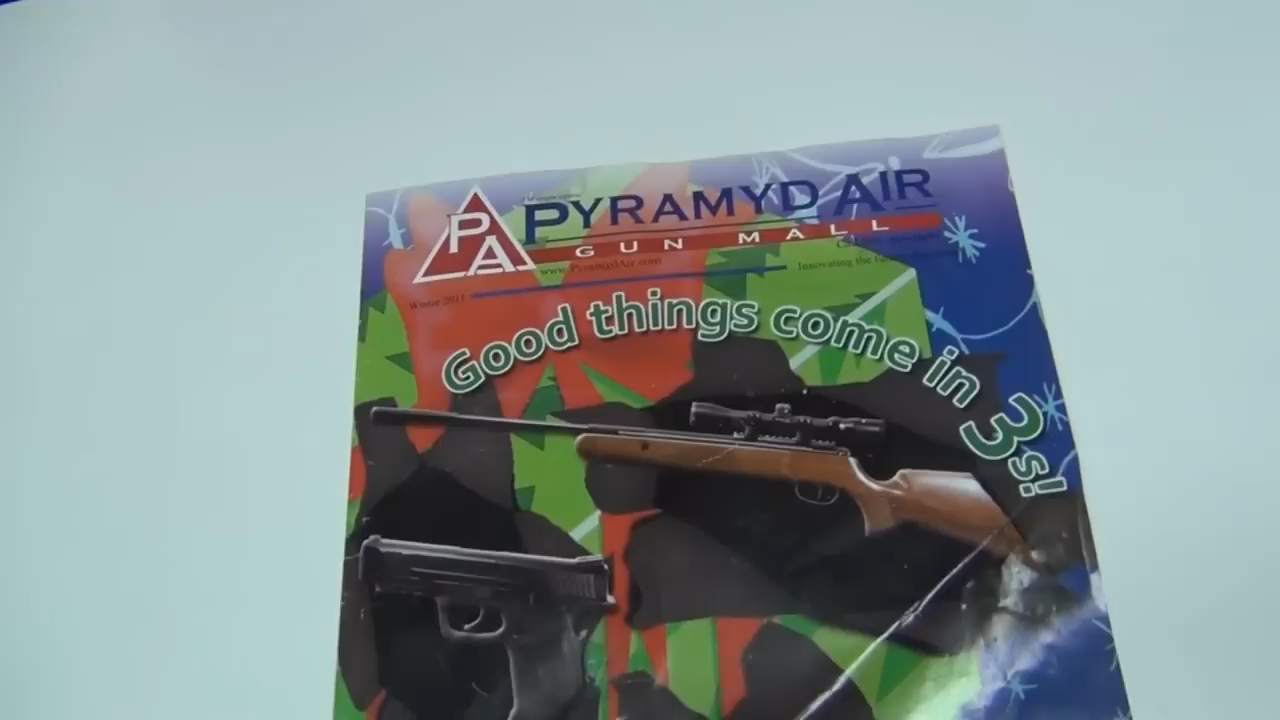 PA PYRAMYD AIR
GUN MALL
www.PyramydAir.com
Innovating the
Winter 2011
Good things come in 3s!